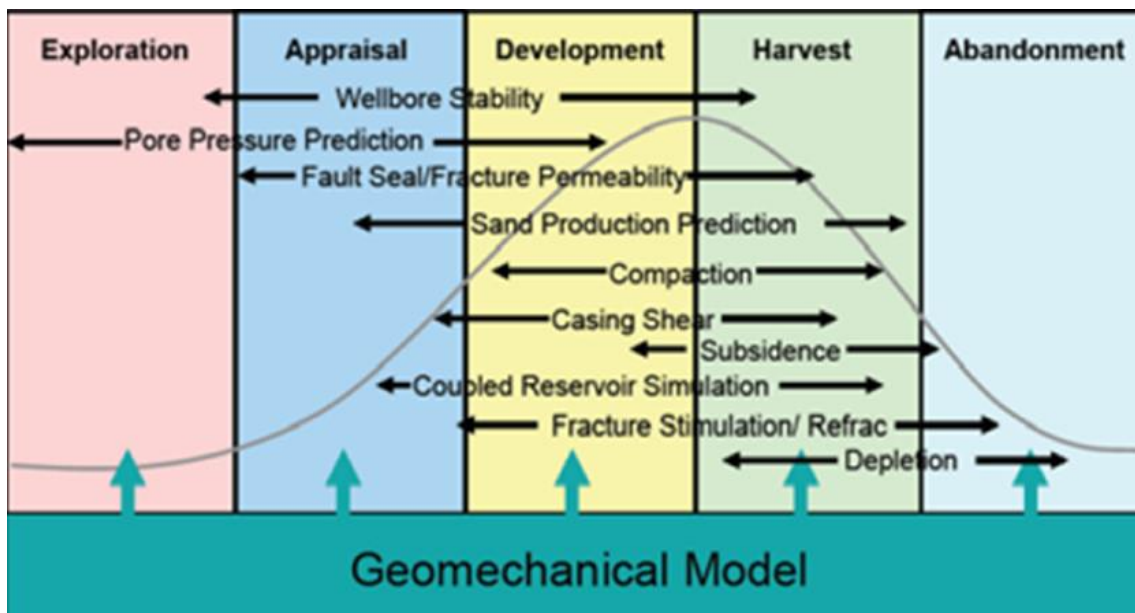 Exploration Appraisal Development Harvest Abandonment
Wellbore Stability
Pore Pressure Prediction
Fault Seal/Fracture Permeability
Sand Production Prediction
Compaction
Casing Shear
Subsidence
Coupled Reservoir Simulation
Fracture Stimulation/ Refrac
Depletion
Geomechanical Model